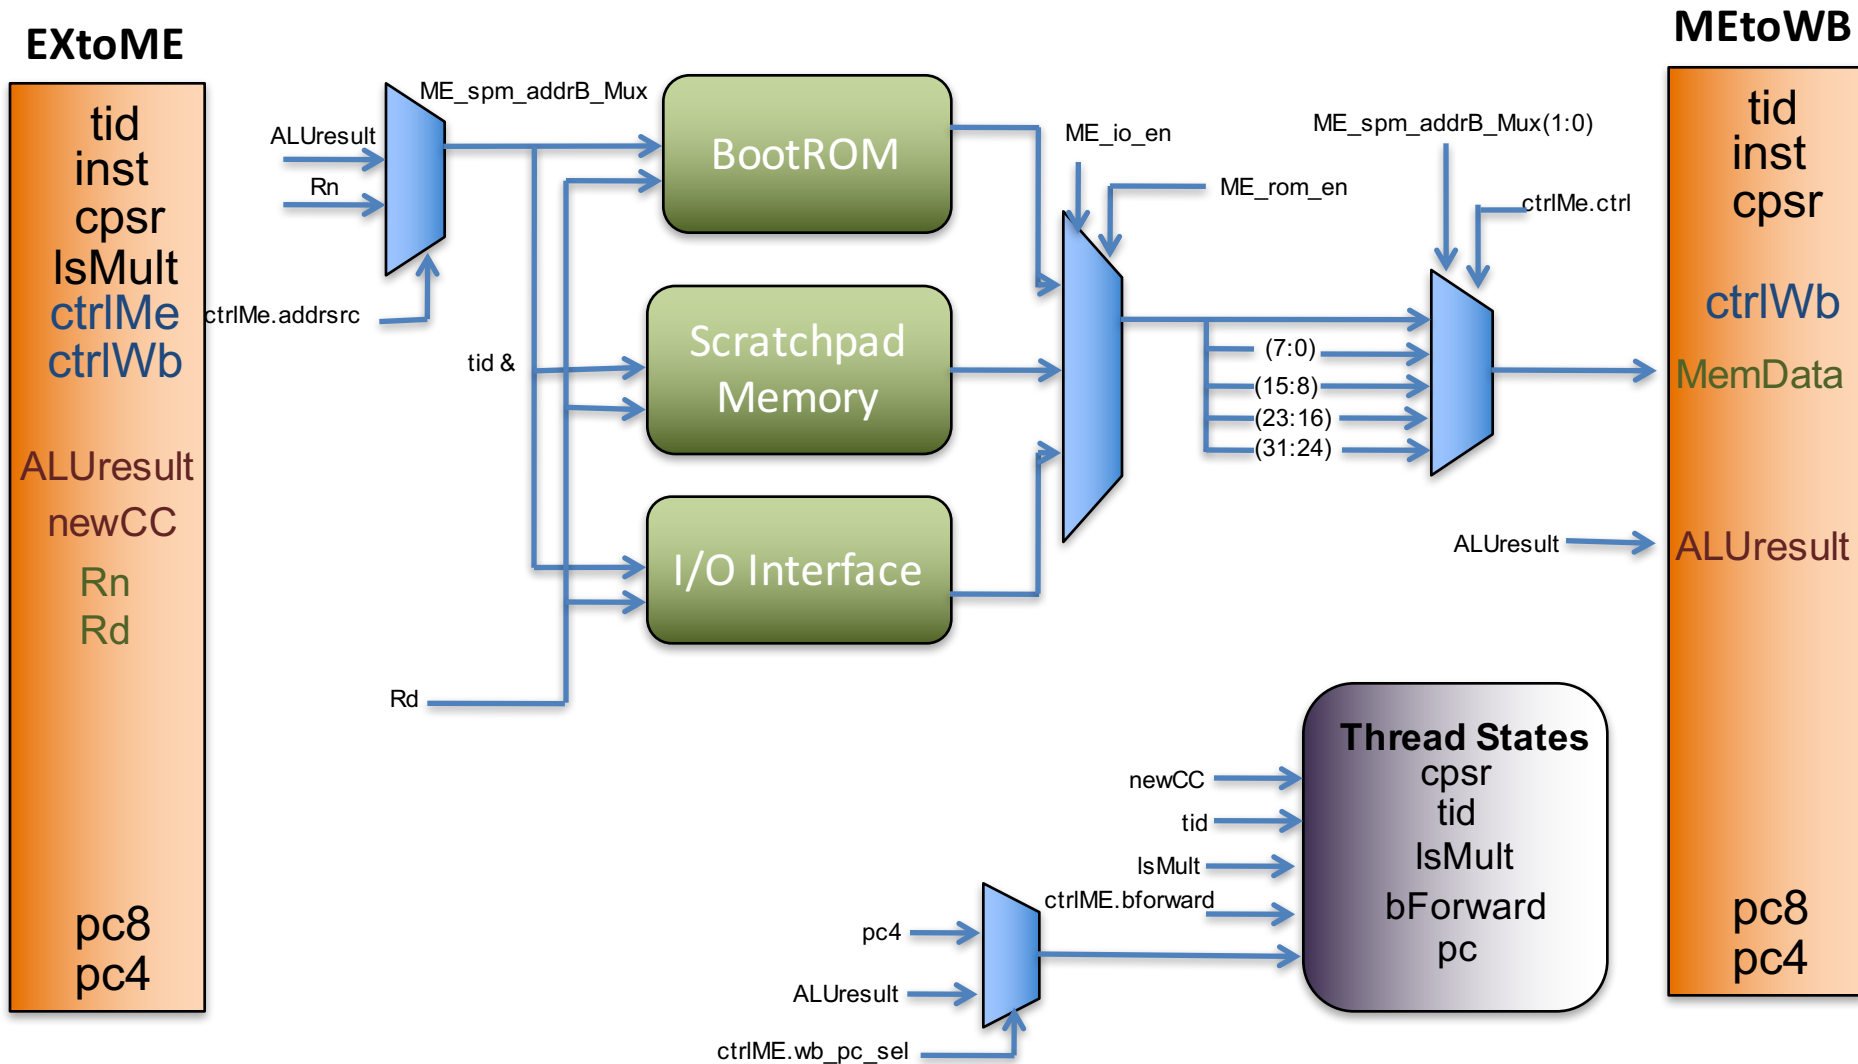 EXtoME
tid
inst
cpsr
lsMult
ctrlMe
ctrlWb
ALUresult
newCC
Rn
Rd
pc8
pc4
ALUresult
Rn
ctrlMe.addrsrc
ME_spm_addrB_Mux
tid &
Rd
BootROM
Scratchpad
Memory
I/O Interface
ME_io_en
ME_rom_en
ME_spm_addrB_Mux(1:0)
ctrlMe.ctrl
(7:0)
(15:8)
(23:16)
(31:24)
ALUresult
newCC
tid
lsMult
ctrlME.bforward
pc4
ALUresult
ctrlME.wb_pc_sel
Thread States
cpsr
tid
lsMult
bForward
pc
MEtoWB
tid
inst
cpsr
ctrlWb
MemData
ALUresult
pc8
pc4